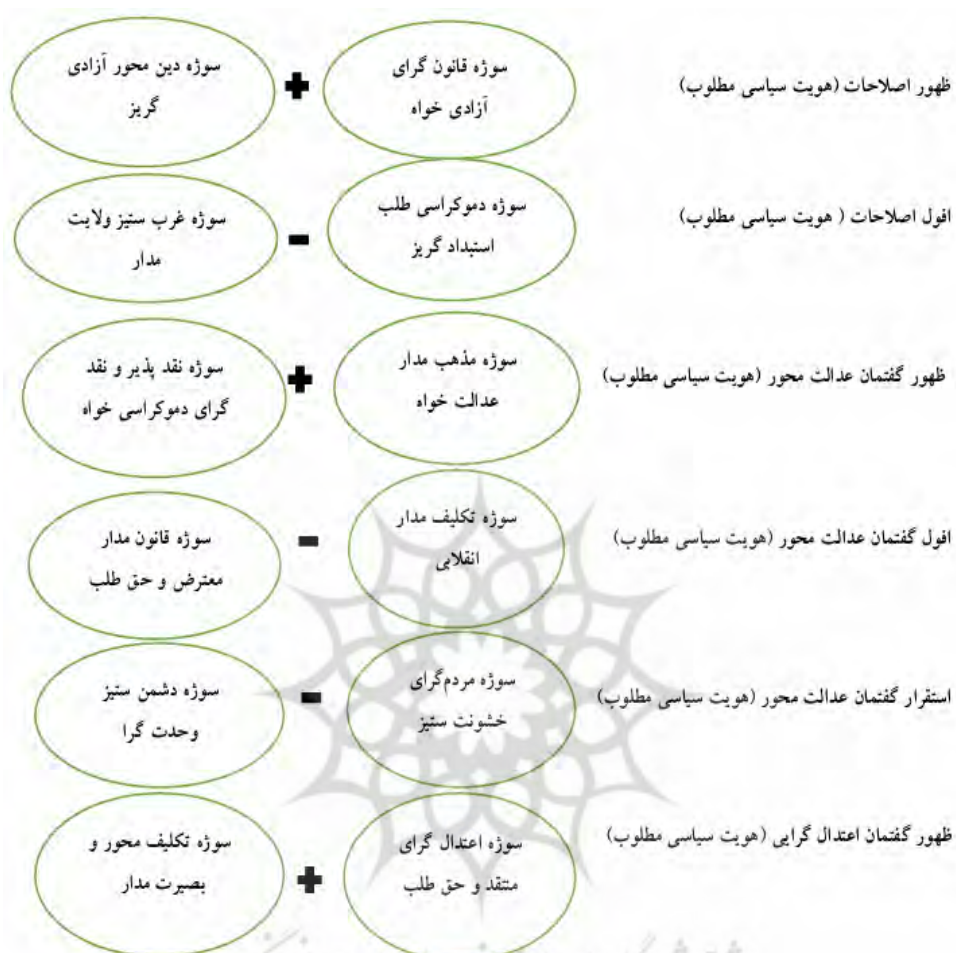 ظهور اصلاحات (هویت سیاسی مطلوب)
سوژه قانون گرای
آزادی خواه
+
سوژه دین محور آزادی
گریز
افول اصلاحات ( هویت سیاسی مطلوب)
سوژه دموکراسی طلب
استبداد گریز
-
سوژه غرب ستیز ولایت
مدار
ظهور گفتمان عدالت محور (هویت سیاسی مطلوب)
سوژه مذهب مدار
عدالت خواه
+
سوژه نقد پذیر و نقد
گرای دموکراسی خواه
افول گفتمان عدالت محور (هویت سیاسی مطلوب)
سوژه تکلیف مدار
انقلابی
-
سوژه قانون مدار
معترض و حق طلب
استقرار گفتمان عدالت محور (هویت سیاسی مطلوب)
سوژه مردم‌گرای
خشونت ستیز
-
سوژه دشمن ستیز
وحدت گرا
ظهور گفتمان اعتدال گرایی (هویت سیاسی مطلوب)
سوژه اعتدال گرای
منتقد و حق طلب
+
سوژه تکلیف محور و
بصیرت مدار